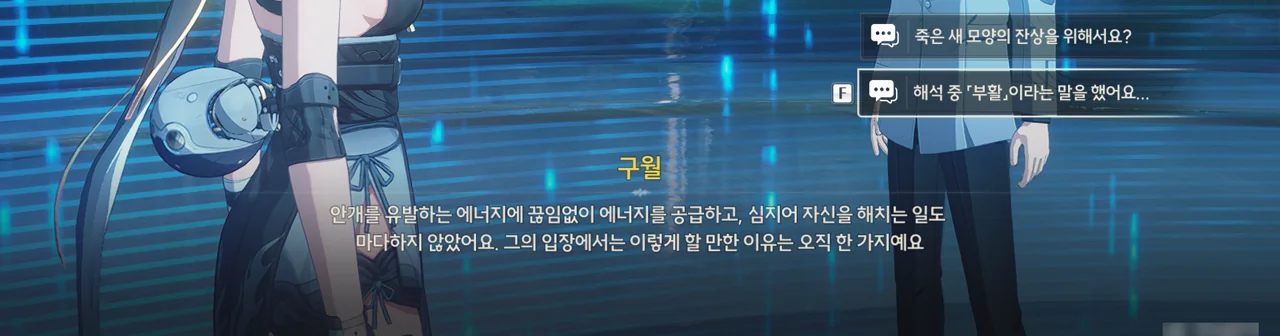 죽은 새 모양의 잔상을 위해서요?
F
해석 중 「부활」이라는 말을 했어요...
구월
안개를 유발하는 에너지에 끊임없이 에너지를 공급하고, 심지어 자신을 해치는 일도
마다하지 않았어요. 그의 입장에서는 이렇게 할 만한 이유는 오직 한 가지예요